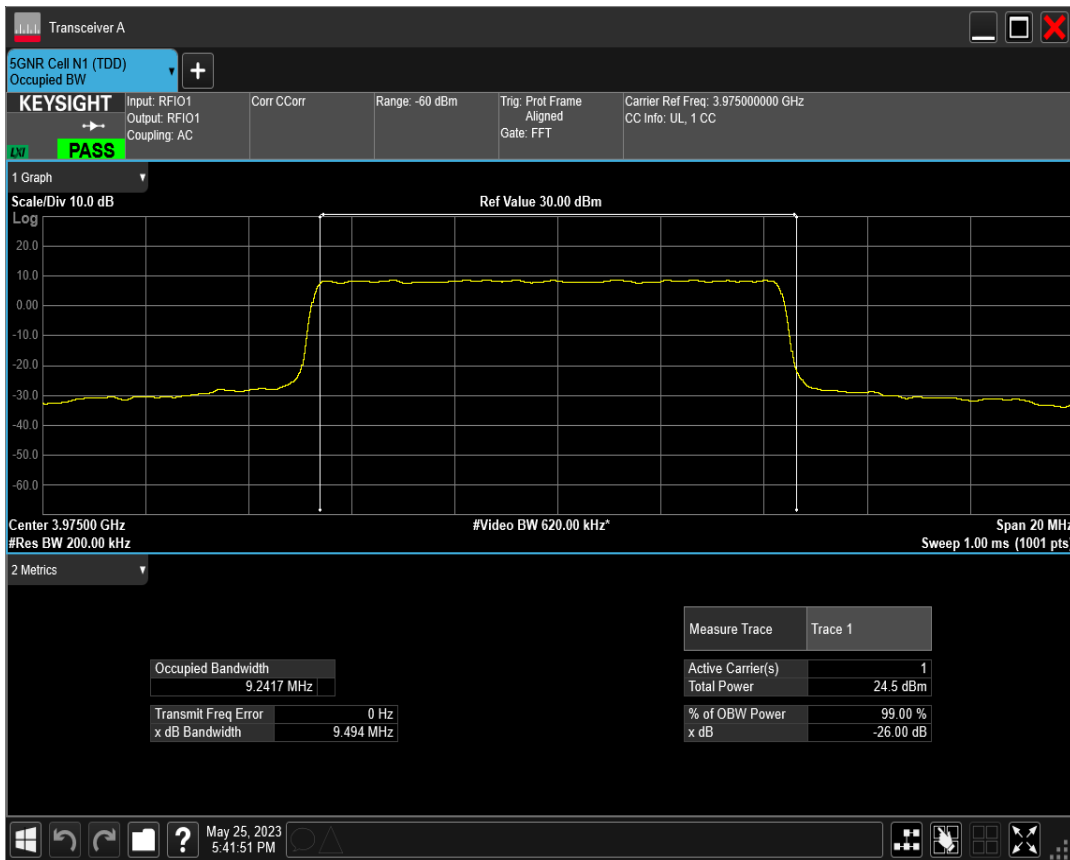 Transceiver A
5GNR Cell N1 (TDD)
Occupied BW
+
KEYSIGHT
LXI
PASS
Input: RFIO1
Output: RFIO1
Coupling: AC
Corr CCorr
Range: -60 dBm
Trig: Prot Frame
Aligned
Gate: FFT
Carrier Ref Freq: 3.975000000 GHz
CC Info: UL, 1 CC
1 Graph
Scale/Div 10.0 dB
Ref Value 30.00 dBm
Log
20.0
10.0
0.00
-10.0
-20.0
-30.0
-40.0
-50.0
-60.0
Center 3.97500 GHz
#Video BW 620.00 kHz*
Span 20 MHz
#Res BW 200.00 kHz
Sweep 1.00 ms (1001 pts)
2 Metrics
Measure Trace Trace 1
Occupied Bandwidth
9.2417 MHz
Active Carrier(s) 1
Total Power 24.5 dBm
Transmit Freq Error 0 Hz
x dB Bandwidth 9.494 MHz
% of OBW Power 99.00 %
x dB -26.00 dB
?
May 25, 2023
5:41:51 PM